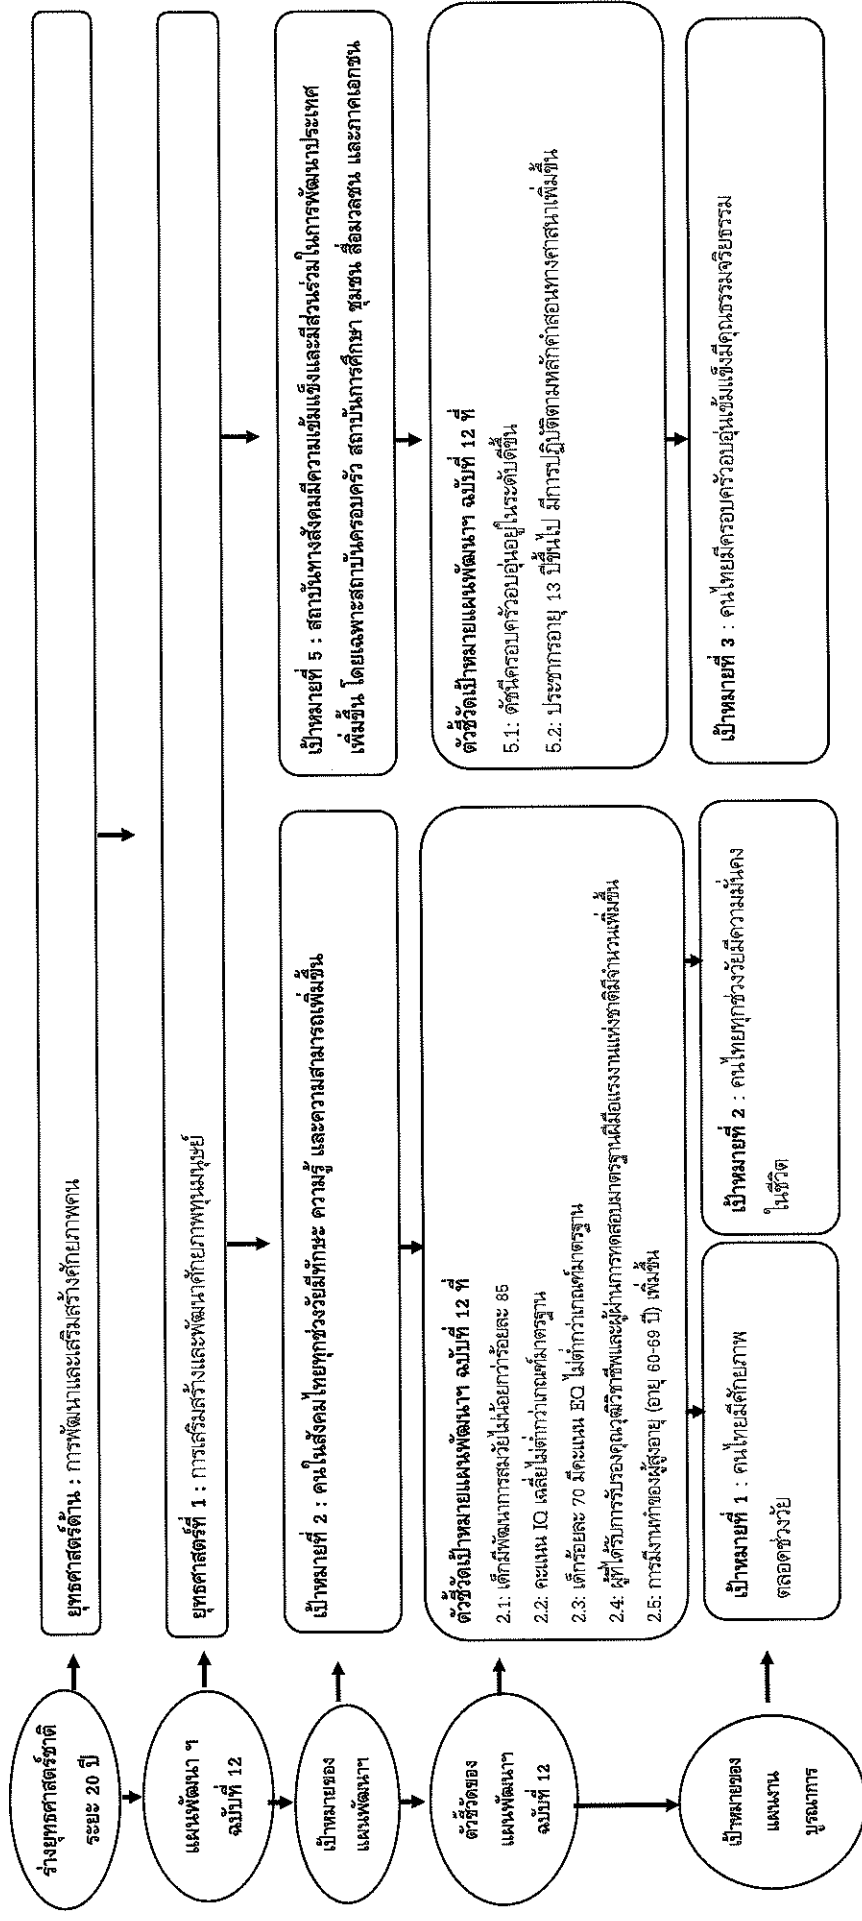 ร่างยุทธศาสตร์ชาติ
ระยะ 20 ปี
ยุทธศาสตร์ด้าน : การพัฒนาและเสริมสร้างศักยภาพคน
แผนพัฒนา ฯ
ฉบับที่ 12
ยุทธศาสตร์ที่ 1 : การเสริมสร้างและพัฒนาศักยภาพทุนมนุษย์
เป้าหมายของ
แผนพัฒนาฯ
เป้าหมายที่ 2 : คนในสังคมไทยทุกช่วงวัยมีทักษะ ความรู้ และความสามารถเพิ่มขึ้น
เป้าหมายที่ 5 : สถาบันทางสังคมมีความเข้มแข็งและมีส่วนร่วมในการพัฒนาประเทศ
เพิ่มขึ้น โดยเฉพาะสถาบันครอบครัว สถาบันการศึกษา ชุมชน สื่อมวลชน และภาคเอกชน
ตัวชี้วัดของ
แผนพัฒนาฯ
ฉบับที่ 12
ตัวชี้วัดเป้าหมายแผนพัฒนาฯ ฉบับที่ 12 ที่
2.1: เด็กมีพัฒนาการสมวัยไม่น้อยกว่าร้อยละ 85
2.2: คะแนน IQ เฉลี่ยไม่ต่ำกว่าเกณฑ์มาตรฐาน
2.3: เด็กร้อยละ 70 มีคะแนน EQ ไม่ต่ำกว่าเกณฑ์มาตรฐาน
2.4: ผู้ที่ได้รับการรับรองคุณวุฒิวิชาชีพและผู้ผ่านการทดสอบมาตรฐานฝีมือแรงงานแห่งชาติมีจำนวนเพิ่มขึ้น
2.5: การมีงานทำของผู้สูงอายุ (อายุ 60-69 ปี) เพิ่มขึ้น
ตัวชี้วัดเป้าหมายแผนพัฒนาฯ ฉบับที่ 12 ที่
5.1: ดัชนีครอบครัวอบอุ่นอยู่ในระดับดีขึ้น
5.2: ประชากรอายุ 13 ปีขึ้นไป มีการปฏิบัติตามหลักคำสอนทางศาสนาเพิ่มขึ้น
เป้าหมายของ
แผนงาน
บูรณาการ
เป้าหมายที่ 1 : คนไทยมีศักยภาพ
ตลอดช่วงวัย
เป้าหมายที่ 2 : คนไทยทุกช่วงวัยมีความมั่นคง
ในชีวิต
เป้าหมายที่ 3 : คนไทยมีครอบครัวอบอุ่นเข้มแข็งมีคุณธรรมจริยธรรม